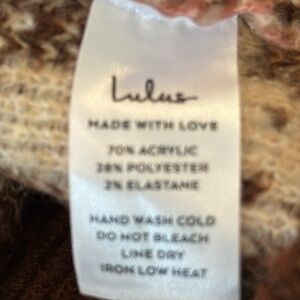 Lulus
MADE WITH LOVE
70% ACRYLIC
28% POLYESTER
2% ELASTANE
HAND WASH COLD
DO NOT BLEACH
LINE DRY
IRON LOW HEAT